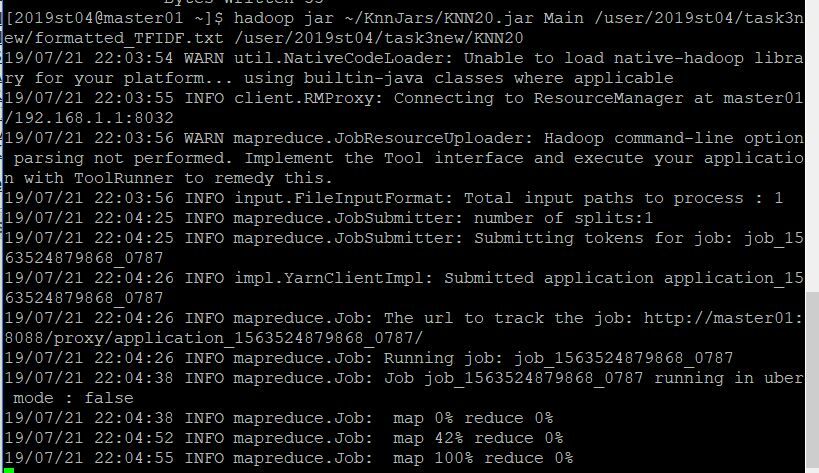 [2019st04@master01 ~]$ hadoop jar ~/KnnJars/KNN20.jar Main /user/2019st04/task3n
ew/formatted_TFIDF.txt /user/2019st04/task3new/KNN20
19/07/21 22:03:54 WARN util.NativeCodeLoader: Unable to load native-hadoop libra
ry for your platform... using builtin-java classes where applicable
19/07/21 22:03:55 INFO client.RMProxy: Connecting to ResourceManager at master01
/192.168.1.1:8032
19/07/21 22:03:56 WARN mapreduce.JobResourceUploader: Hadoop command-line option
 parsing not performed. Implement the Tool interface and execute your applicatio
n with ToolRunner to remedy this.
19/07/21 22:03:56 INFO input.FileInputFormat: Total input paths to process : 1
19/07/21 22:04:25 INFO mapreduce.JobSubmitter: number of splits:1
19/07/21 22:04:25 INFO mapreduce.JobSubmitter: Submitting tokens for job: job_15
63524879868_0787
19/07/21 22:04:26 INFO impl.YarnClientImpl: Submitted application application_15
63524879868_0787
19/07/21 22:04:26 INFO mapreduce.Job: The url to track the job: http://master01:
8088/proxy/application_1563524879868_0787/
19/07/21 22:04:26 INFO mapreduce.Job: Running job: job_1563524879868_0787
19/07/21 22:04:38 INFO mapreduce.Job: Job job_1563524879868_0787 running in uber
 mode : false
19/07/21 22:04:38 INFO mapreduce.Job:  map 0% reduce 0%
19/07/21 22:04:52 INFO mapreduce.Job:  map 42% reduce 0%
19/07/21 22:04:55 INFO mapreduce.Job:  map 100% reduce 0%